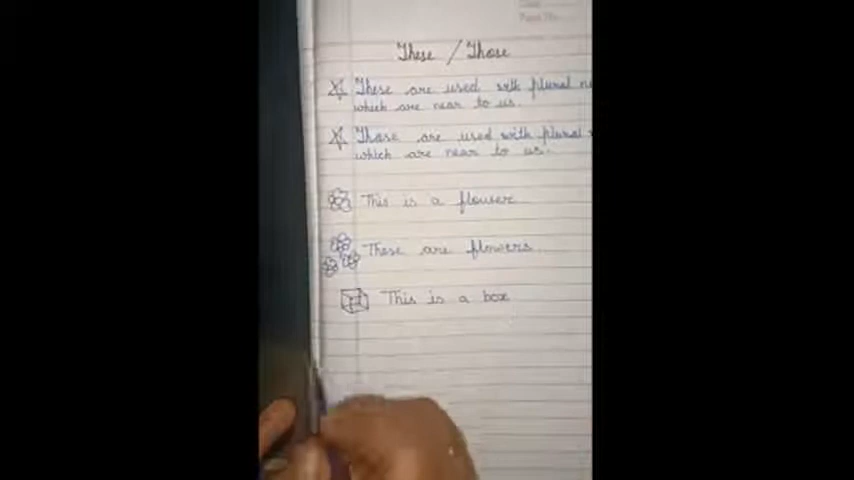 These / Those
These are used with plural
which are near to us.
Those are used with plural
which are near to us.
This is a flower
These are flowers.
This is a box